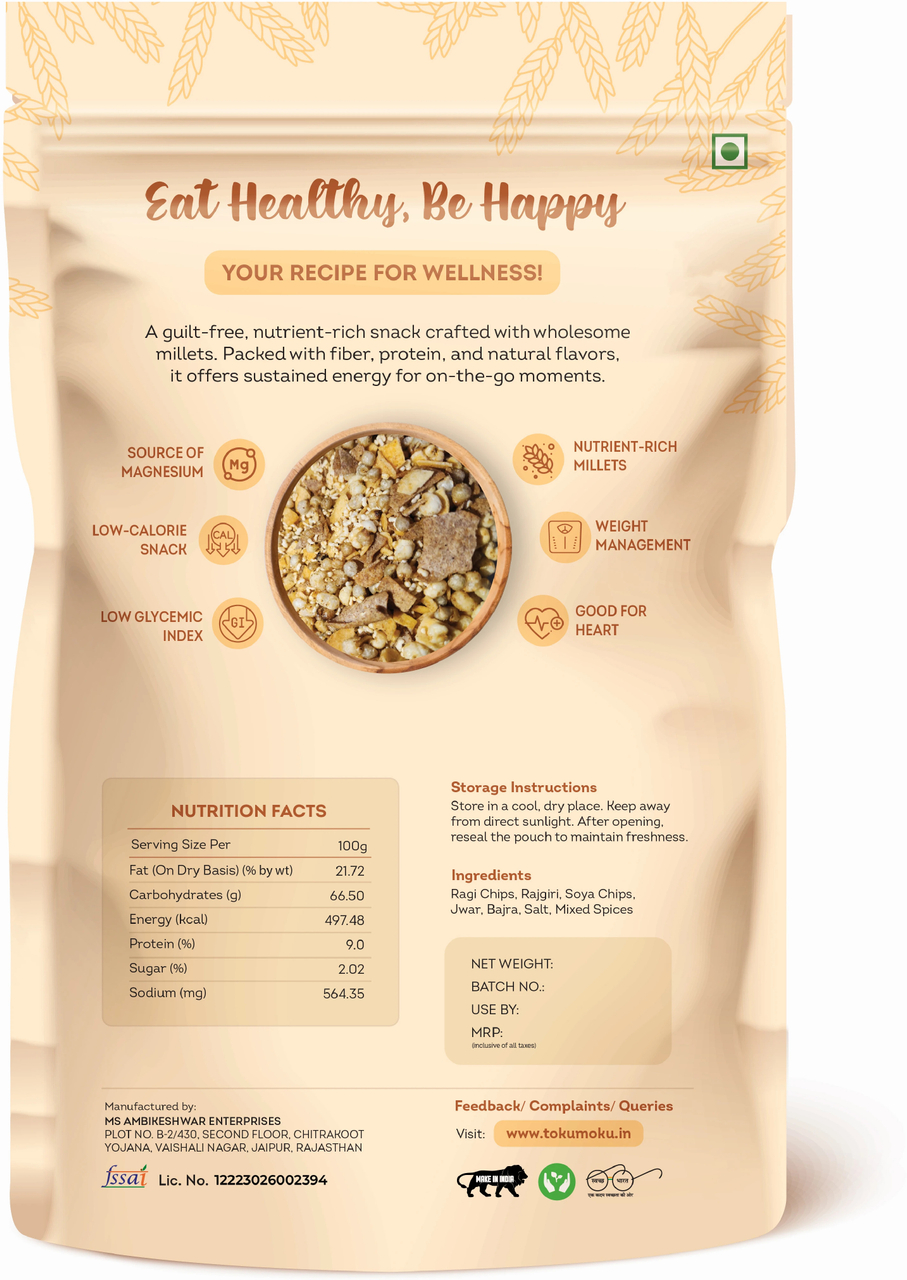 Eat Healthy, Be Happy
YOUR RECIPE FOR WELLNESS!
A guilt-free, nutrient-rich snack crafted with wholesome
millets. Packed with fiber, protein, and natural flavors,
it offers sustained energy for on-the-go moments.
SOURCE OF
MAGNESIUM
Mg
LOW-CALORIE
SNACK
CAL
LOW GLYCEMIC
INDEX
GI
NUTRIENT-RICH
MILLETS
WEIGHT
MANAGEMENT
GOOD FOR
HEART
NUTRITION FACTS
Serving Size Per 100g
Fat (On Dry Basis) (% by wt) 21.72
Carbohydrates (g) 66.50
Energy (kcal) 497.48
Protein (%) 9.0
Sugar (%) 2.02
Sodium (mg) 564.35
Storage Instructions
Store in a cool, dry place. Keep away
from direct sunlight. After opening,
reseal the pouch to maintain freshness.
Ingredients
Ragi Chips, Rajgiri, Soya Chips,
Jwar, Bajra, Salt, Mixed Spices
NET WEIGHT:
BATCH NO.:
USE BY:
MRP:
(inclusive of all taxes)
Manufactured by:
MS AMBIKESHWAR ENTERPRISES
PLOT NO. B-2/430, SECOND FLOOR, CHITRAKOOT
YOJANA, VAISHALI NAGAR, JAIPUR, RAJASTHAN
fssai Lic. No. 12223026002394
Feedback/ Complaints/ Queries
Visit: www.tokumoku.in
MAKE IN INDIA
स्वच्छ भारत
एक कदम स्वच्छता की ओर